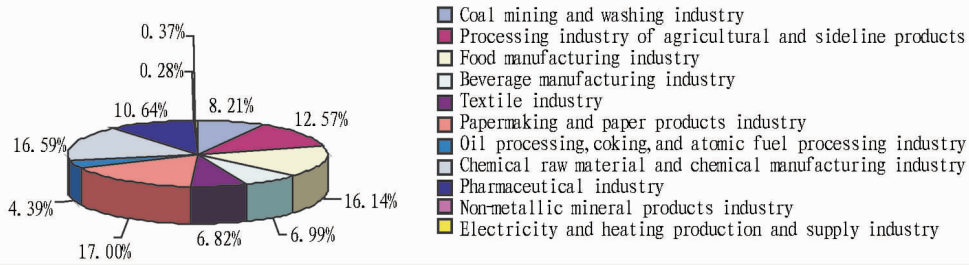 0.37%
0.28%
10.64%
8.21%
12.57%
16.59%
16.14%
4.39%
6.99%
6.82%
17.00%
Coal mining and washing industry
Processing industry of agricultural and sideline products
Food manufacturing industry
Beverage manufacturing industry
Textile industry
Papermaking and paper products industry
Oil processing, coking, and atomic fuel processing industry
Chemical raw material and chemical manufacturing industry
Pharmaceutical industry
Non-metallic mineral products industry
Electricity and heating production and supply industry